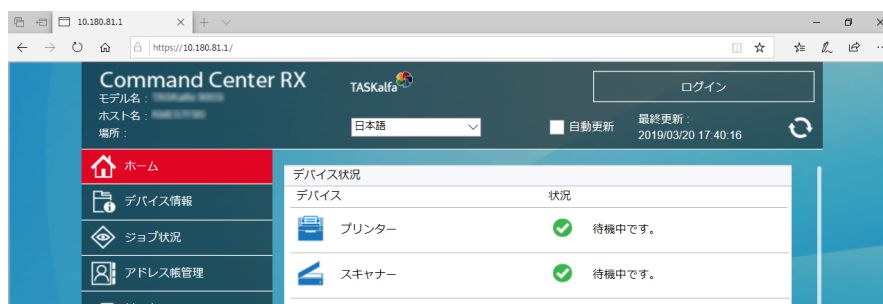 10.180.81.1
https://10.180.81.1/
Command Center RX
モデル名 :
ホスト名 :
場所 :
TASKalfa
ログイン
日本語
自動更新
最終更新 :
2019/03/20 17:40:16
ホーム
デバイス情報
ジョブ状況
アドレス帳管理
デバイス状況
デバイス 状況
プリンター 待機中です。
スキャナー 待機中です。